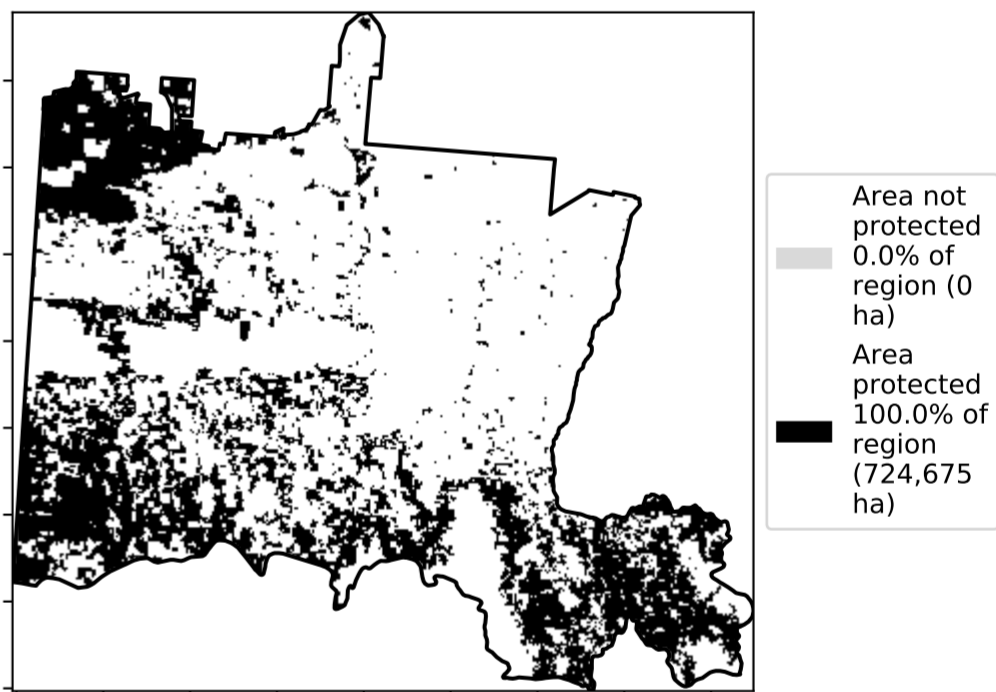 Area not
protected
0.0% of
region (0
ha)
Area
protected
100.0% of
region
(724,675
ha)